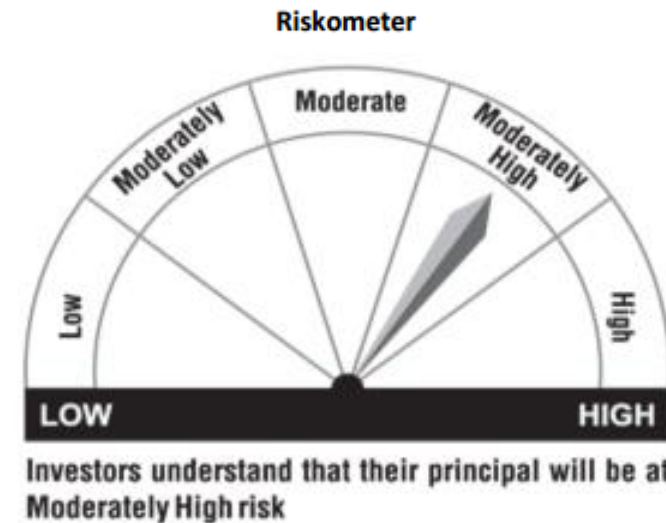 Riskometer
Low
Moderately
Low
Moderate
Moderately
High
High
LOW
HIGH
Investors understand that their principal will be at
Moderately High risk